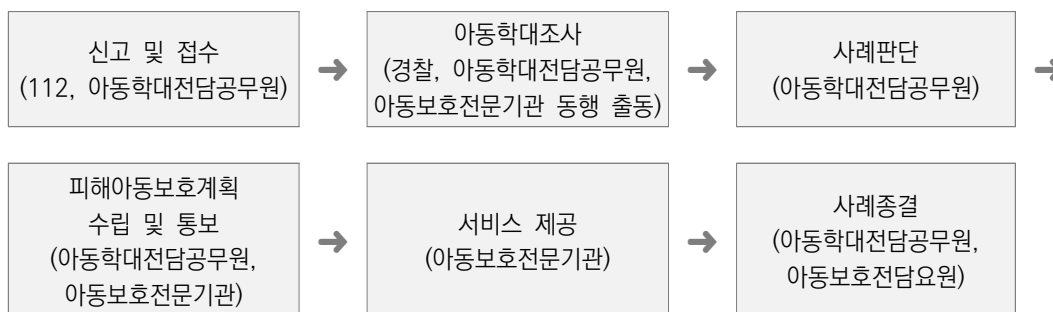 신고 및 접수
(112, 아동학대전담공무원)
아동학대조사
(경찰, 아동학대전담공무원,
아동보호전문기관 동행 출동)
사례판단
(아동학대전담공무원)
피해아동보호계획
수립 및 통보
(아동학대전담공무원,
아동보호전문기관)
서비스 제공
(아동보호전문기관)
사례종결
(아동학대전담공무원,
아동보호전담요원)